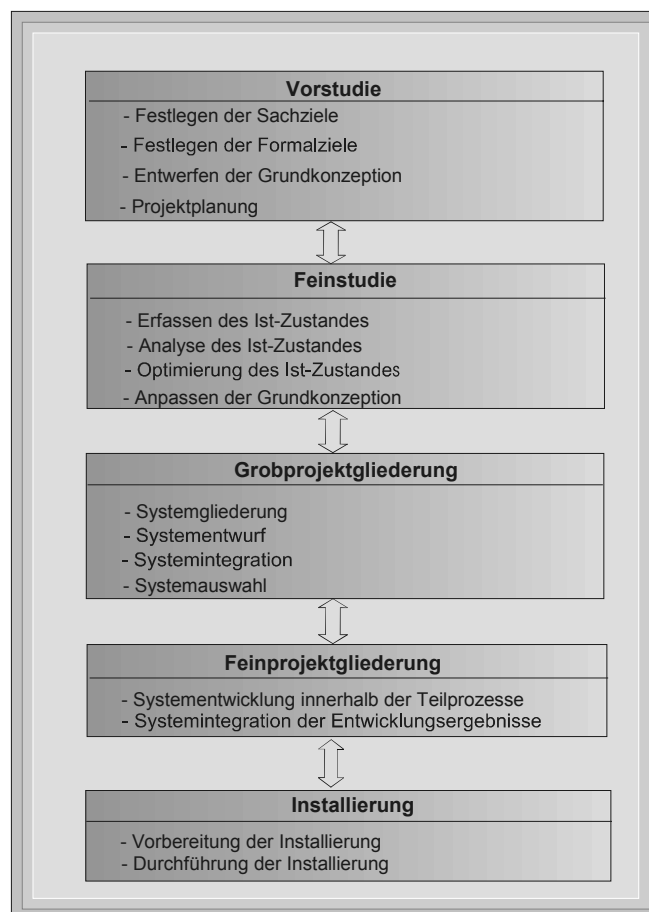 Vorstudie
- Festlegen der Sachziele
- Festlegen der Formalziele
- Entwerfen der Grundkonzeption
- Projektplanung
Feinstudie
- Erfassen des Ist-Zustandes
- Analyse des Ist-Zustandes
- Optimierung des Ist-Zustandes
- Anpassen der Grundkonzeption
Grobprojektgliederung
- Systemgliederung
- Systementwurf
- Systemintegration
- Systemauswahl
Feinprojektgliederung
- Systementwicklung innerhalb der Teilprozesse
- Systemintegration der Entwicklungsergebnisse
Installierung
- Vorbereitung der Installierung
- Durchführung der Installierung